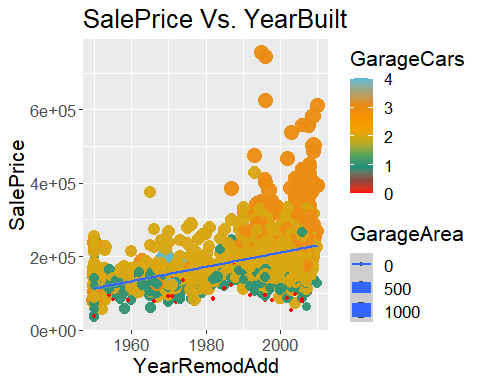 SalePrice Vs. YearBuilt
SalePrice
6e+05
4e+05
2e+05
0e+00
1960
1980
2000
YearRemodAdd
GarageCars
4
3
2
1
0
GarageArea
0
500
1000